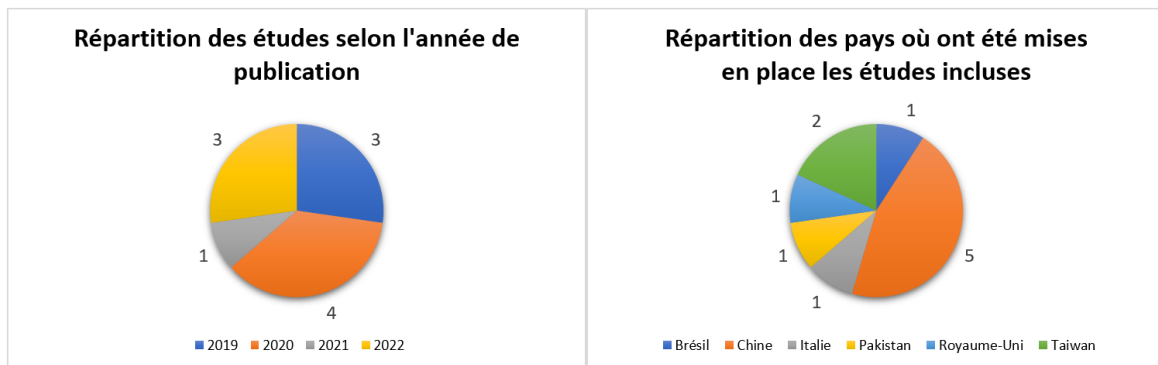 Répartition des études selon l'année de
publication
3
3
1
4
2019 2020 2021 2022
Répartition des pays où ont été mises
en place les études incluses
2
1
1
1
5
1
Brésil Chine Italie Pakistan Royaume-Uni Taiwan